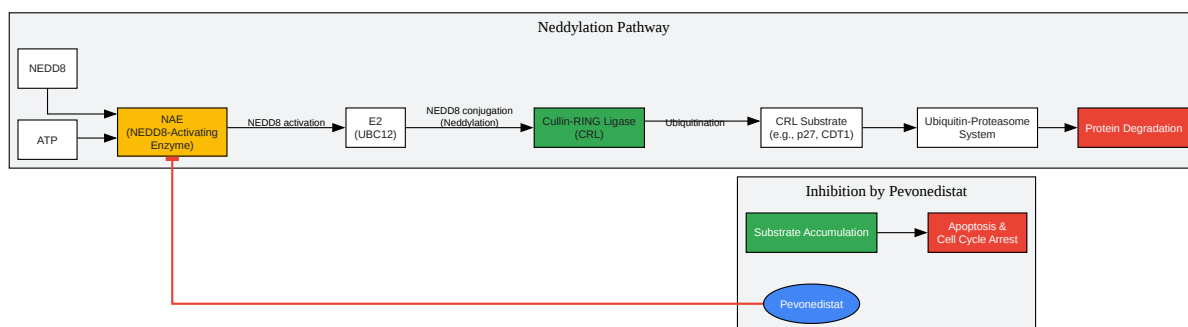 Neddylation Pathway
NEDD8
ATP
NAE
(NEDD8-Activating
Enzyme)
NEDD8 activation
E2
(UBC12)
NEDD8 conjugation
(Neddylation)
Cullin-RING Ligase
(CRL)
Ubiquitination
CRL Substrate
(e.g., p27, CDT1)
Ubiquitin-Proteasome
System
Protein Degradation
Inhibition by Pevonedistat
Substrate Accumulation
Apoptosis &
Cell Cycle Arrest
Pevonedistat